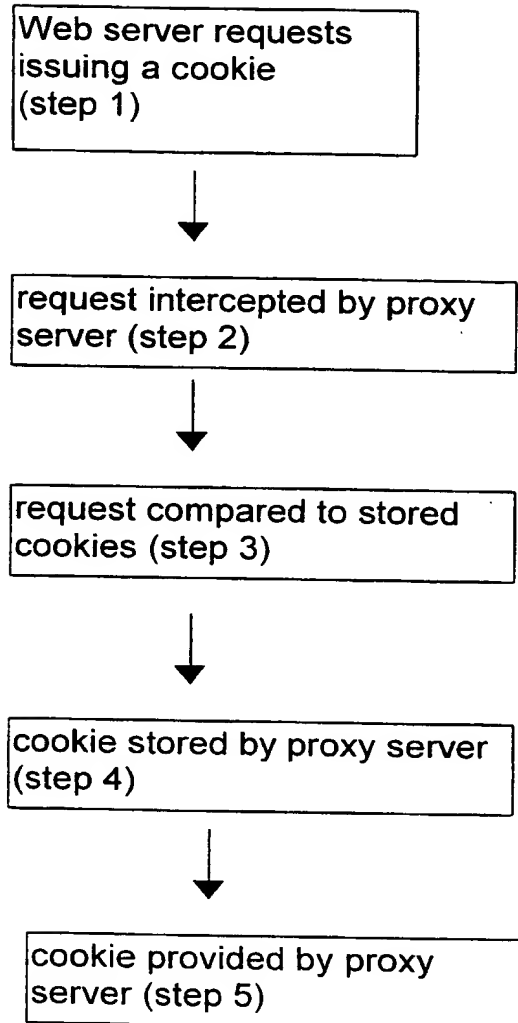 Web server requests
issuing a cookie
(step 1)
request intercepted by proxy
server (step 2)
request compared to stored
cookies (step 3)
cookie stored by proxy server
(step 4)
cookie provided by proxy
server (step 5)